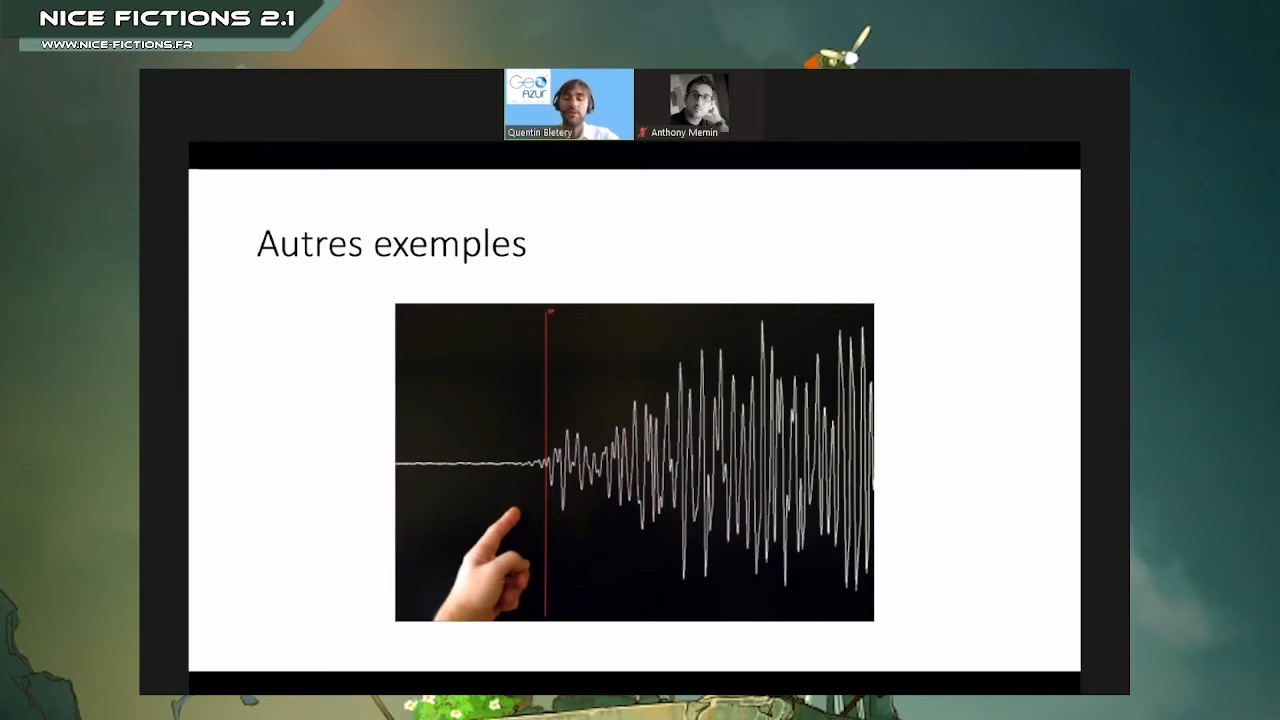 NICE FICTIONS 2.1
WWW.NICE-FICTIONS.FR
Geo
AZUR
Quentin Bletery
Anthony Memin
Autres exemples